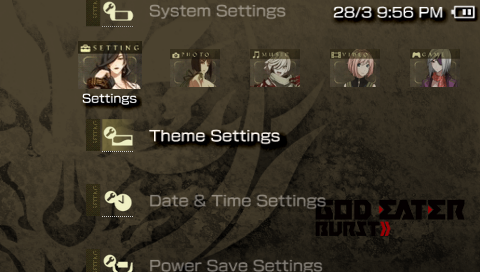 System Settings
28/3 9:56 PM
SETTING
PHOTO
MUSIC
VIDEO
GAME
Settings
Theme Settings
Date & Time Settings
GOD EATER
BURST
Power Save Settings